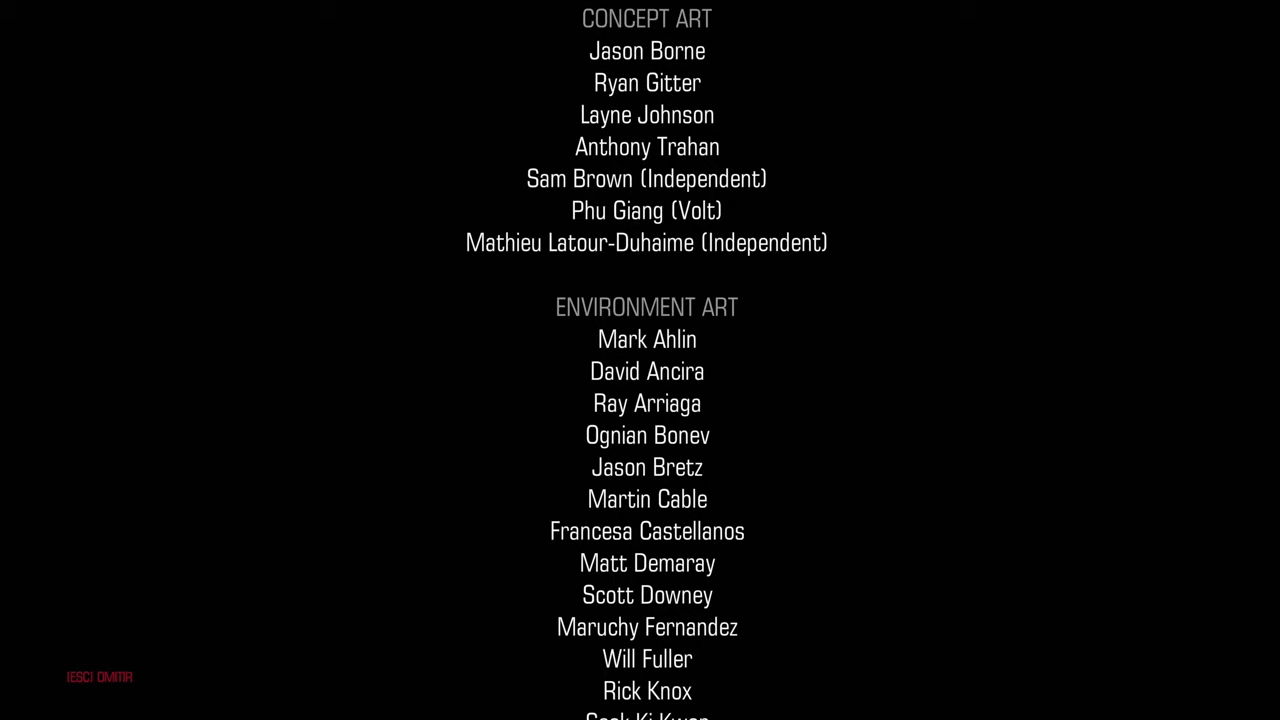 CONCEPT ART
Jason Borne
Ryan Gitter
Layne Johnson
Anthony Trahan
Sam Brown (Independent)
Phu Giang (Volt)
Mathieu Latour-Duhaime (Independent)
ENVIRONMENT ART
Mark Ahlin
David Ancira
Ray Arriaga
Ognian Bonev
Jason Bretz
Martin Cable
Francesa Castellanos
Matt Demaray
Scott Downey
Maruchy Fernandez
Will Fuller
Rick Knox
[ESC] OMITIR